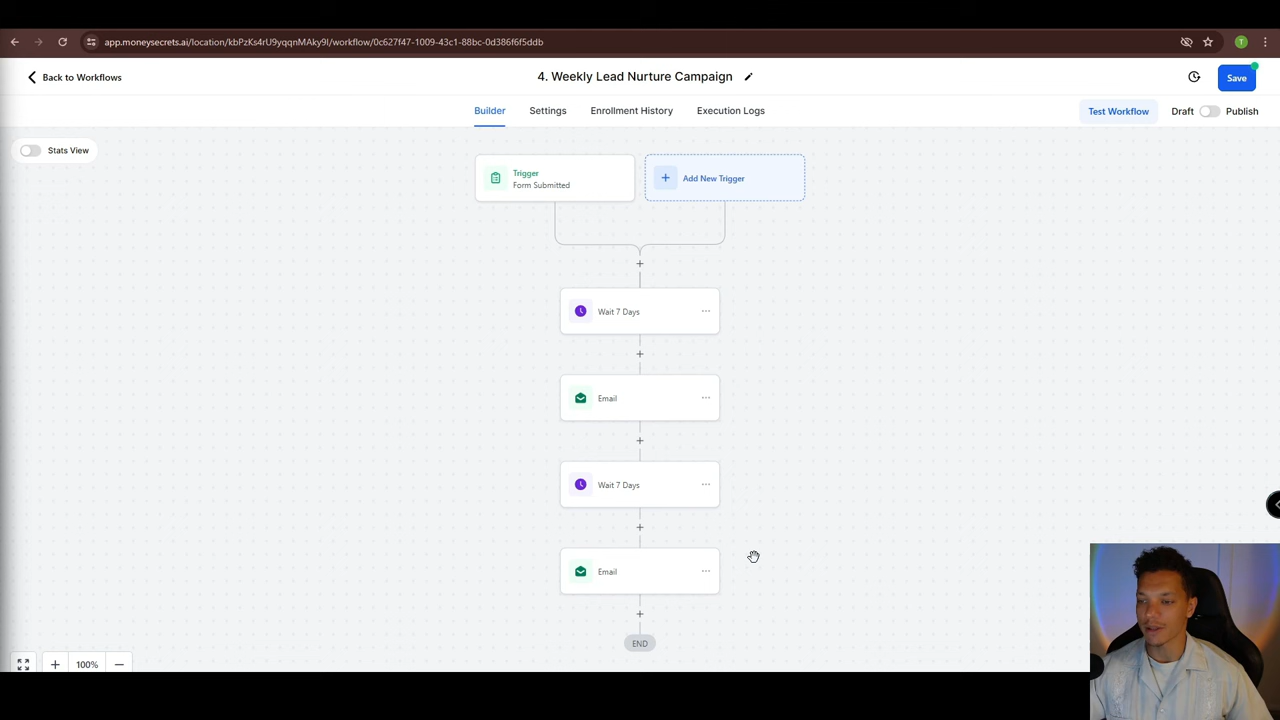 app.moneysecrets.ai/location/kbPzKs4rU9yqqnMAky9I/workflow/0c627f47-1009-43c1-88bc-0d386f6f5ddb
T
Back to Workflows
4. Weekly Lead Nurture Campaign
Save
Builder
Settings
Enrollment History
Execution Logs
Test Workflow
Draft
Publish
Stats View
Trigger
Form Submitted
Add New Trigger
Wait 7 Days
Email
Wait 7 Days
Email
END
100%